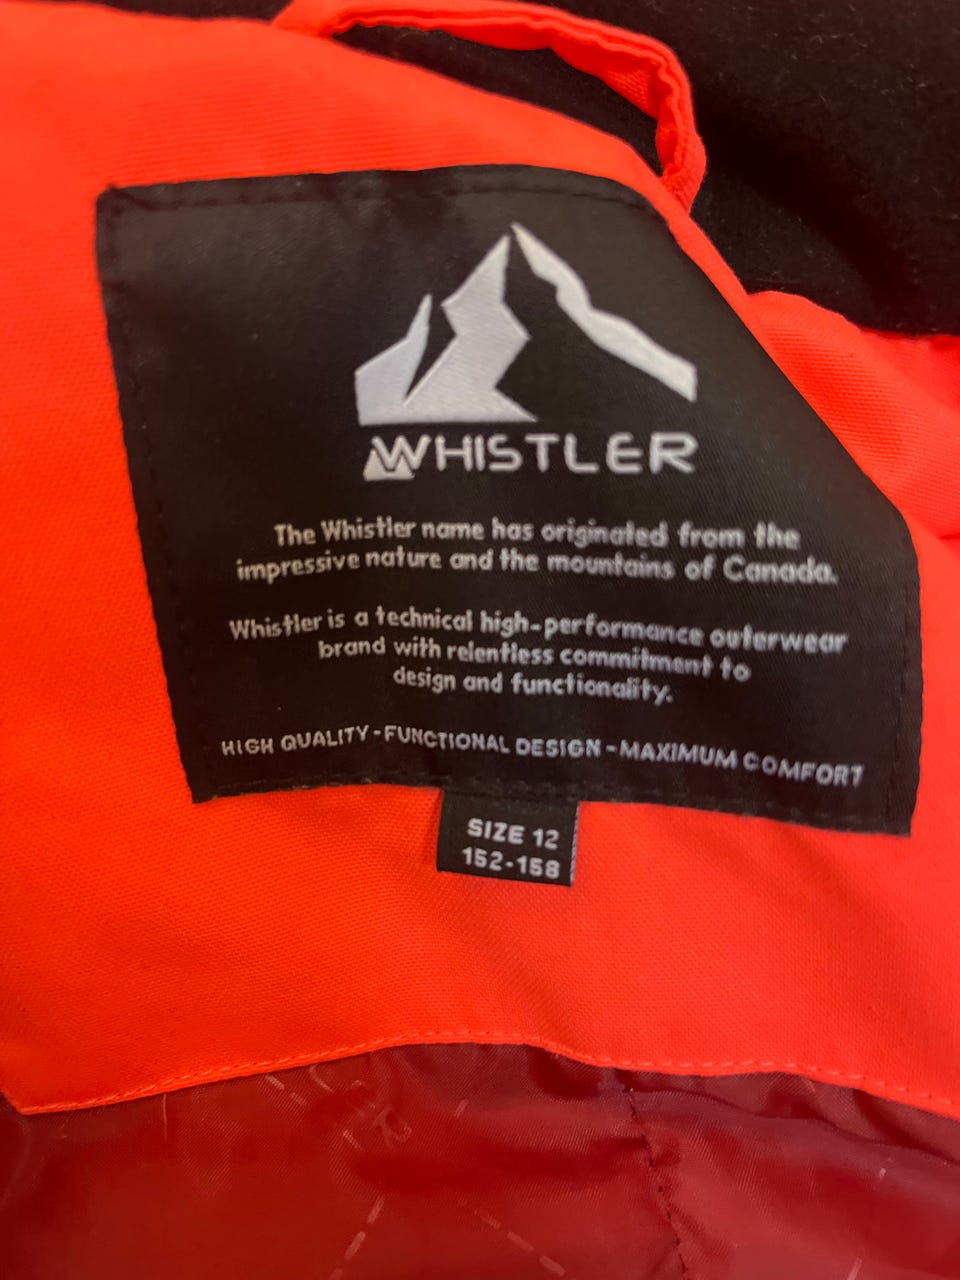 WHISTLER
The Whistler name has originated from the
impressive nature and the mountains of Canada.
Whistler is a technical high-performance outerwear
brand with relentless commitment to
design and functionality.
HIGH QUALITY - FUNCTIONAL DESIGN - MAXIMUM COMFORT
SIZE 12
152-158